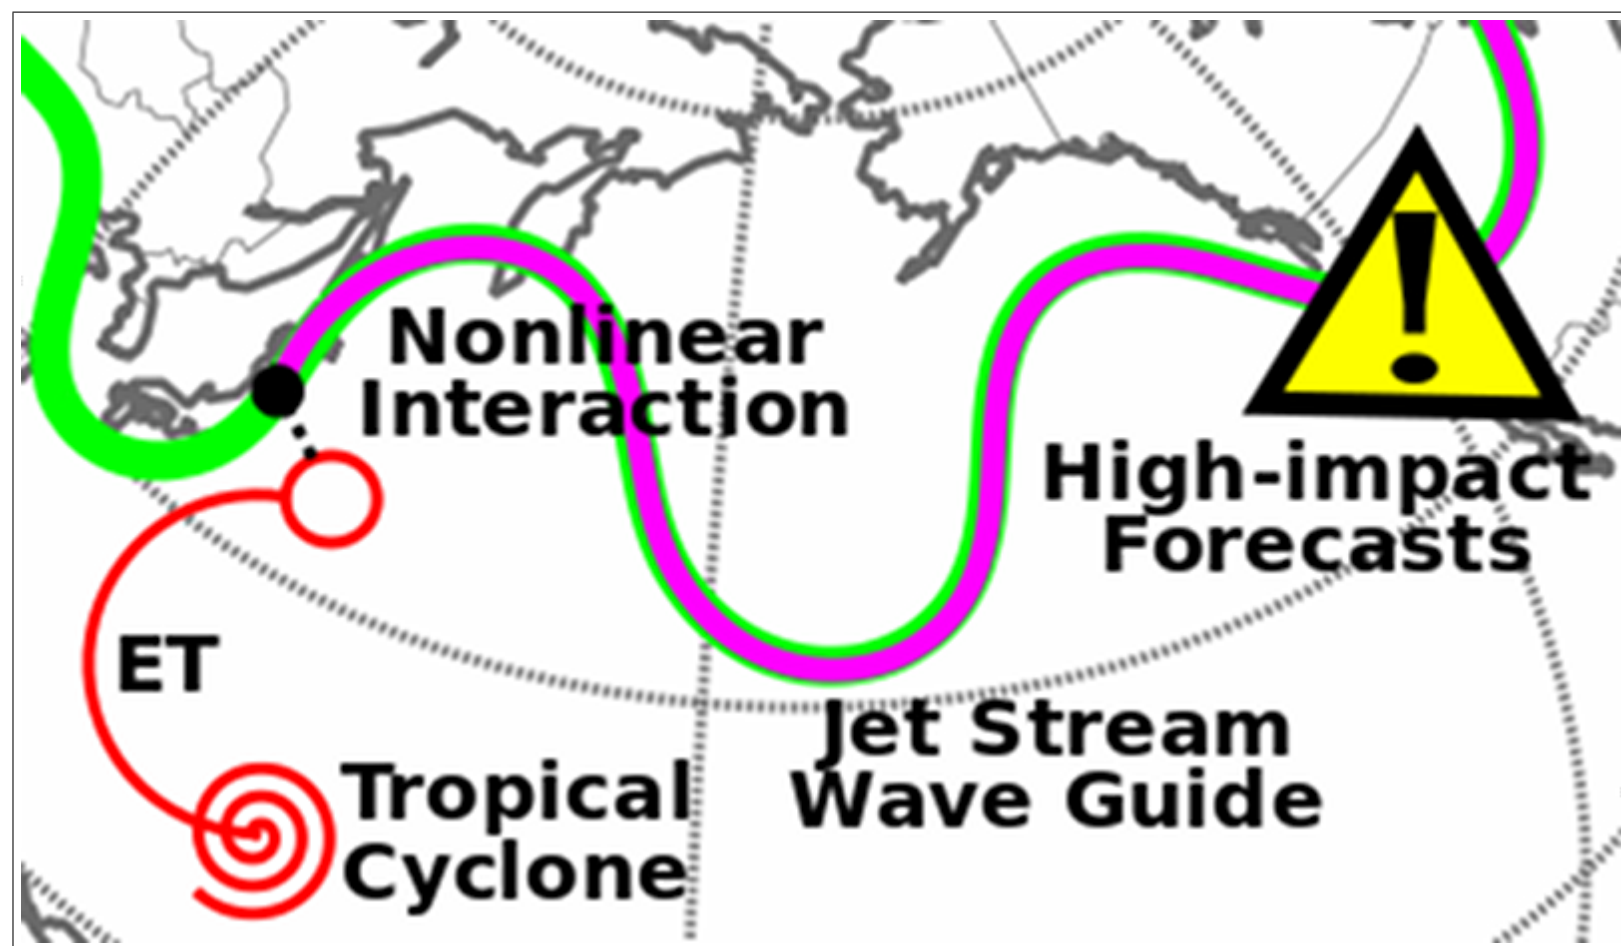 Nonlinear
Interaction
High-impact
Forecasts
ET
Jet Stream
Wave Guide
Tropical
Cyclone
!